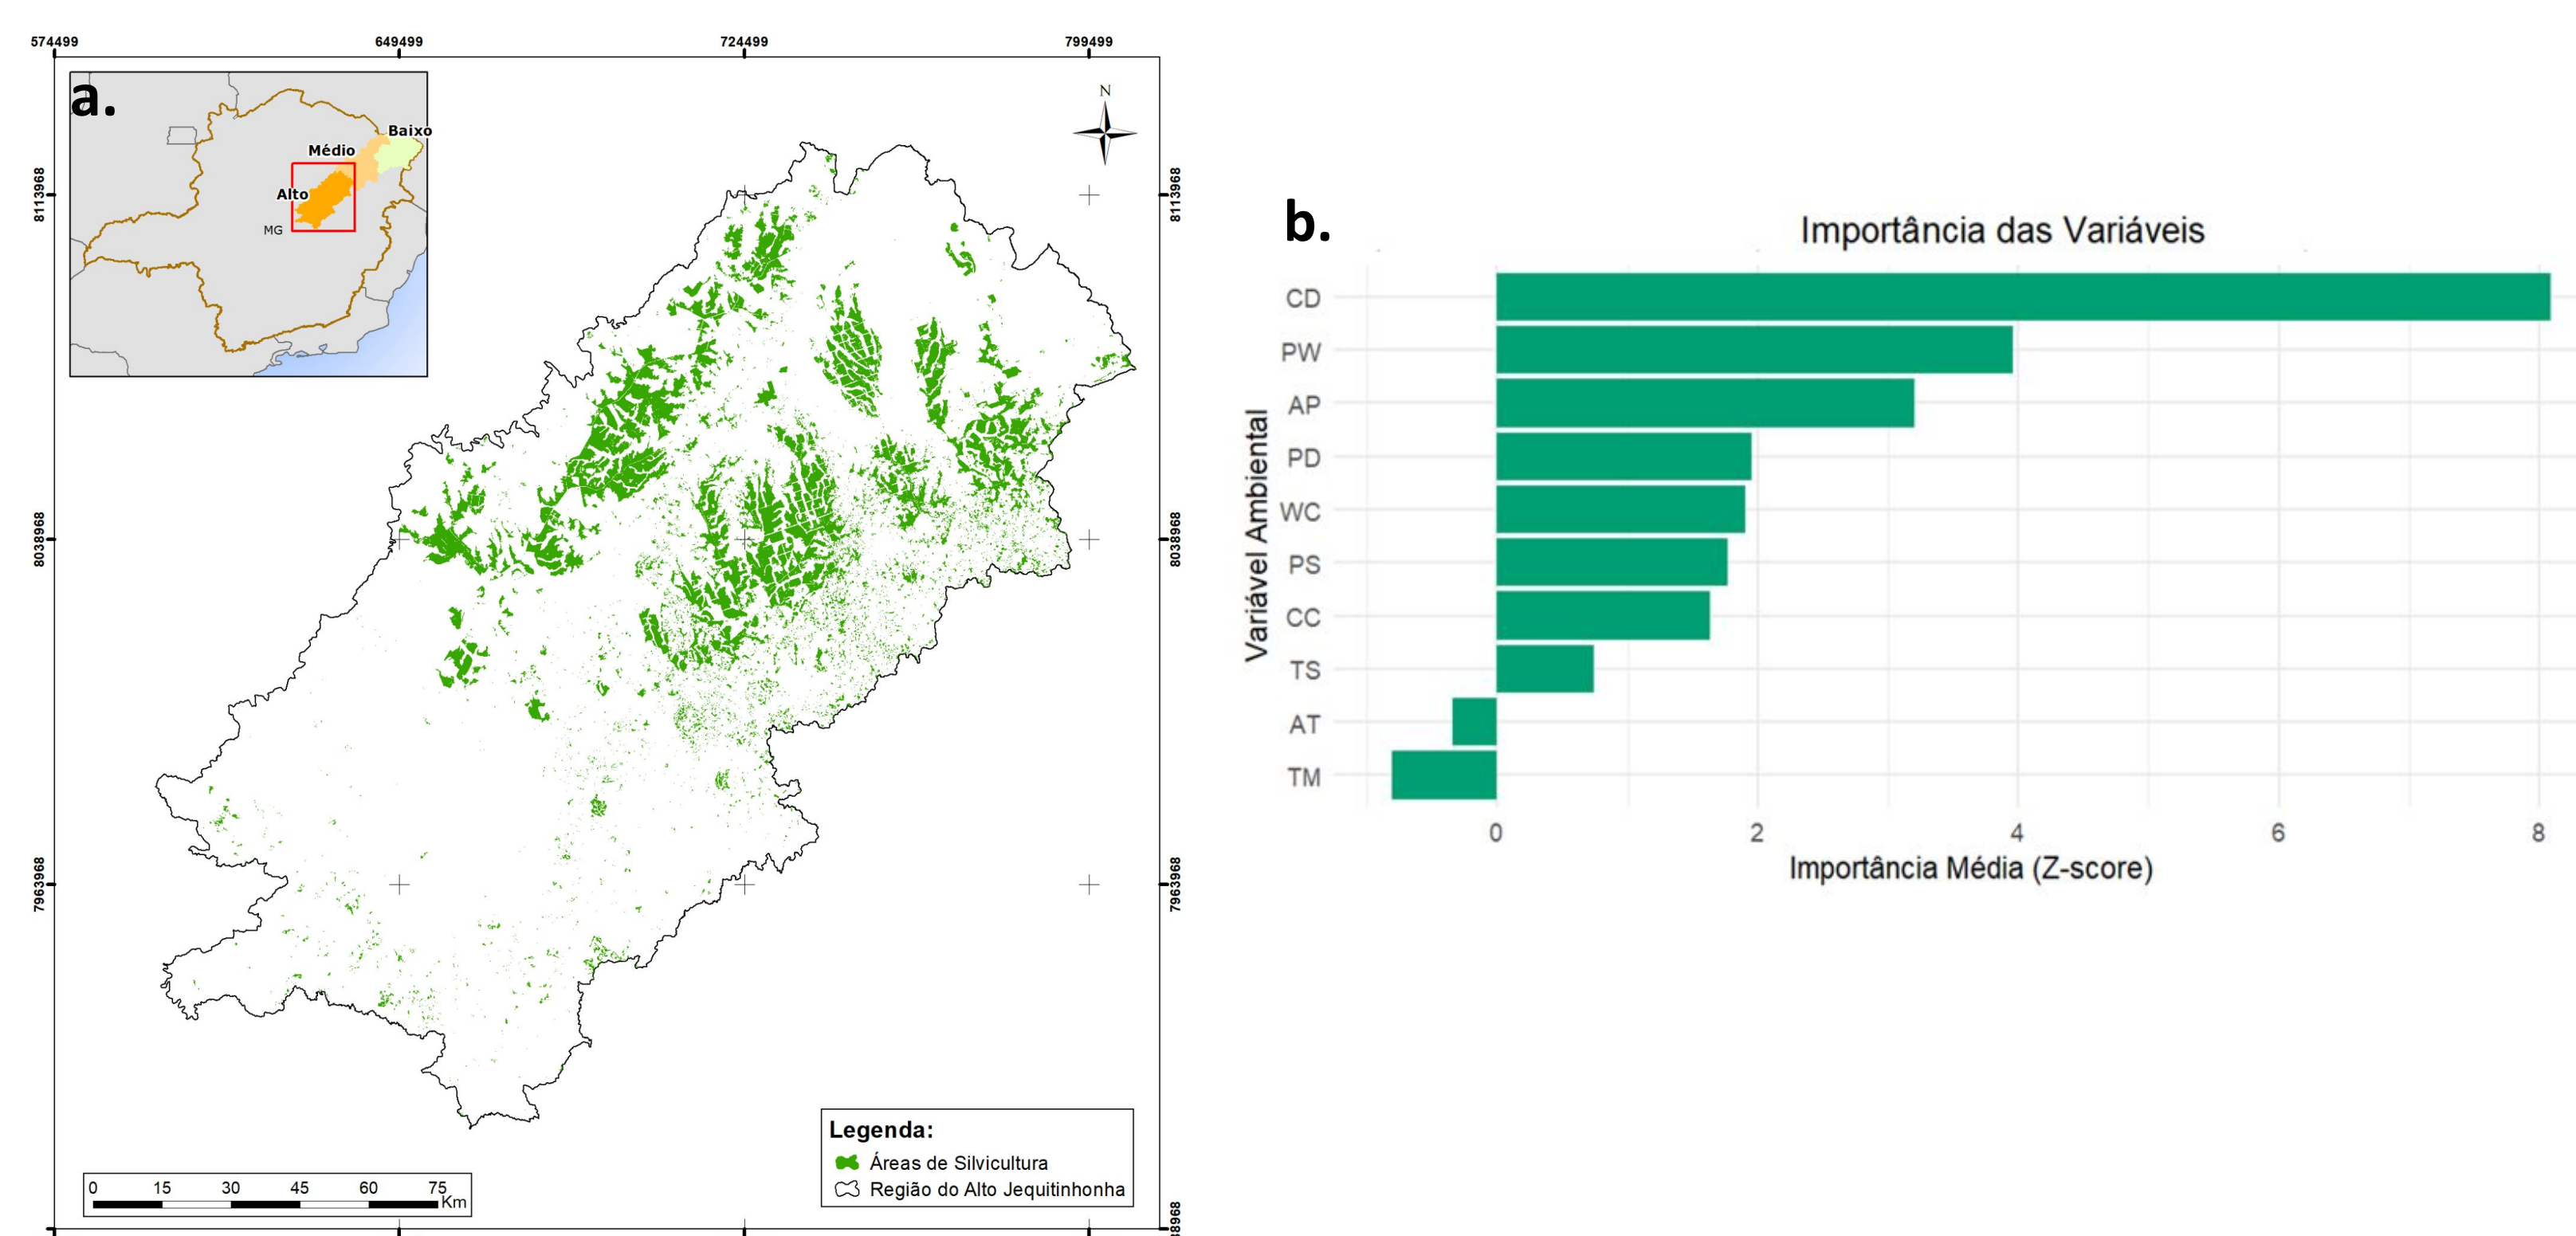 574499 649499 724499 799499
a.
Baixo
Médio
Alto
MG
N
8113968 8113968
8038968 8038968
7963968 7963968
8968
Legenda:
Áreas de Silvicultura
Região do Alto Jequitinhonha
0 15 30 45 60 75
Km
b.
Importância das Variáveis
Variável Ambiental
CD
PW
AP
PD
WC
PS
CC
TS
AT
TM
0 2 4 6 8
Importância Média (Z-score)